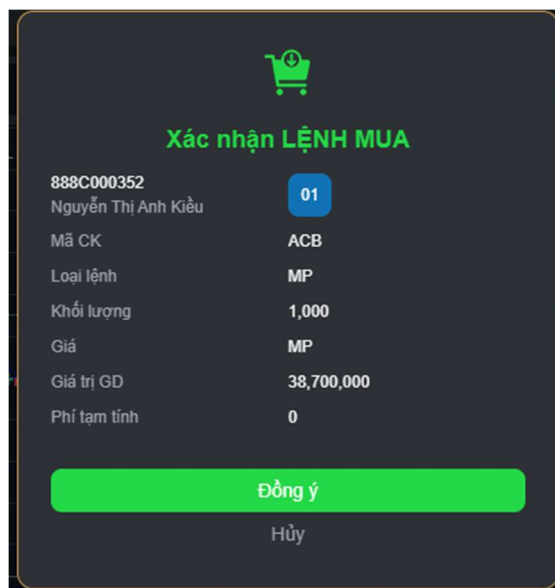 Xác nhận LỆNH MUA
888C000352
Nguyễn Thị Anh Kiều
01
Mã CK ACB
Loại lệnh MP
Khối lượng 1,000
Giá MP
Giá trị GD 38,700,000
Phí tạm tính 0
Đồng ý
Hủy